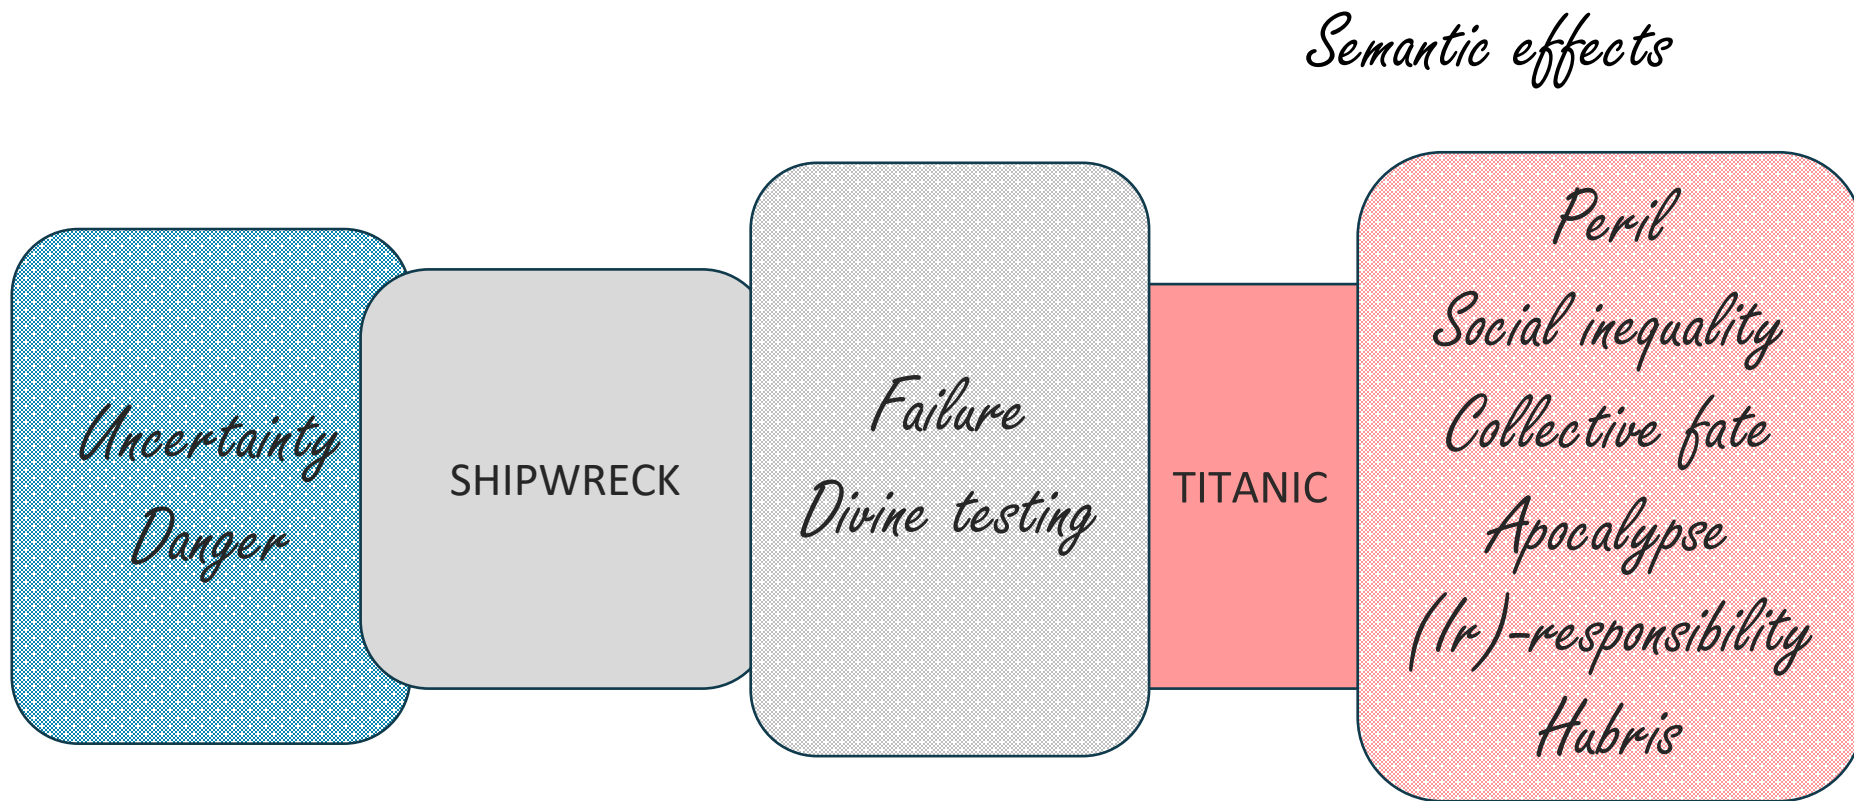 Semantic effects
Uncertainty
Danger
SHIPWRECK
Failure
Divine testing
TITANIC
Peril
Social inequality
Collective fate
Apocalypse
(Ir)-responsibility
Hubris